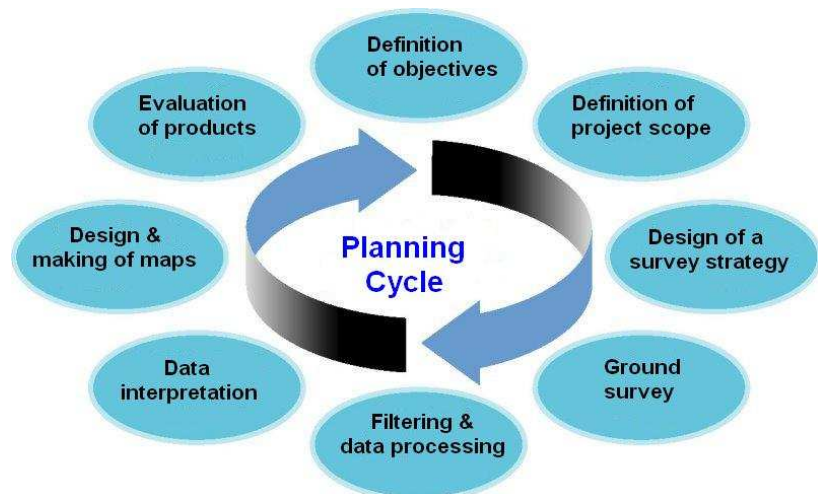 Definition
of objectives
Definition of
project scope
Design of a
survey strategy
Ground
survey
Filtering &
data processing
Data
interpretation
Design &
making of maps
Evaluation
of products
Planning
Cycle